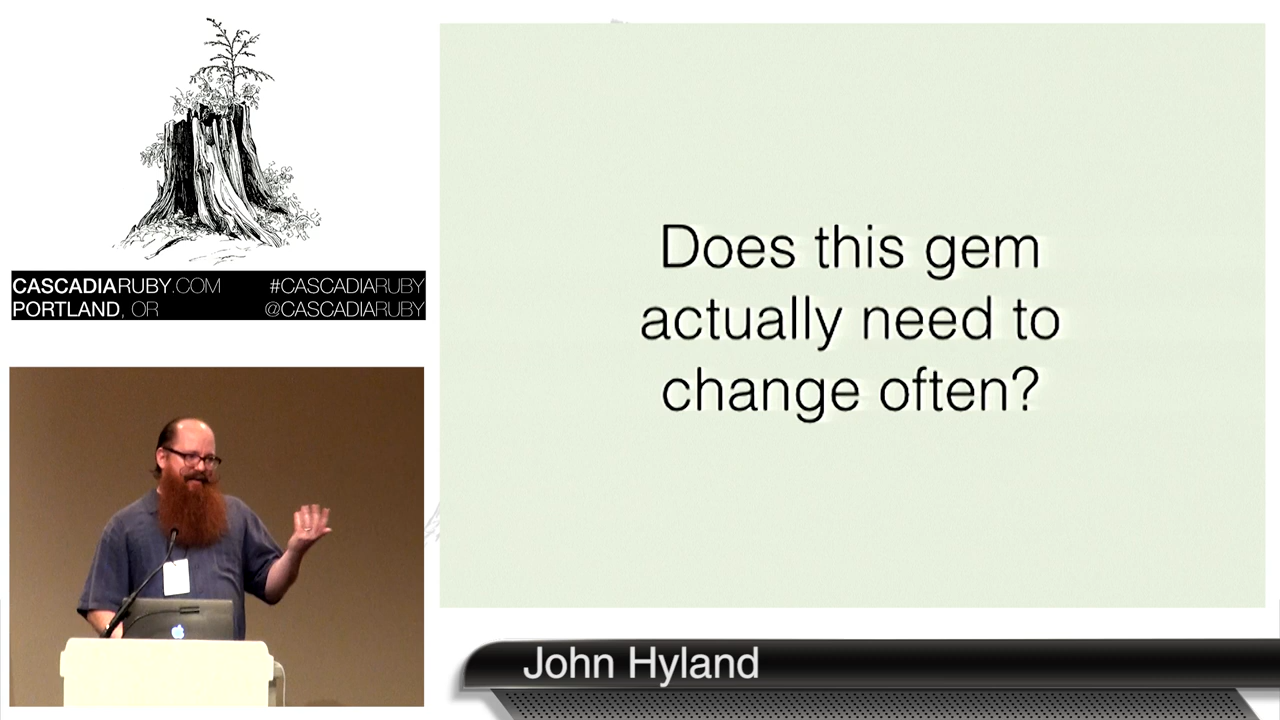 CASCADIARUBY.COM #CASCADIARUBY
PORTLAND, OR @CASCADIARUBY
Does this gem
actually need to
change often?
John Hyland